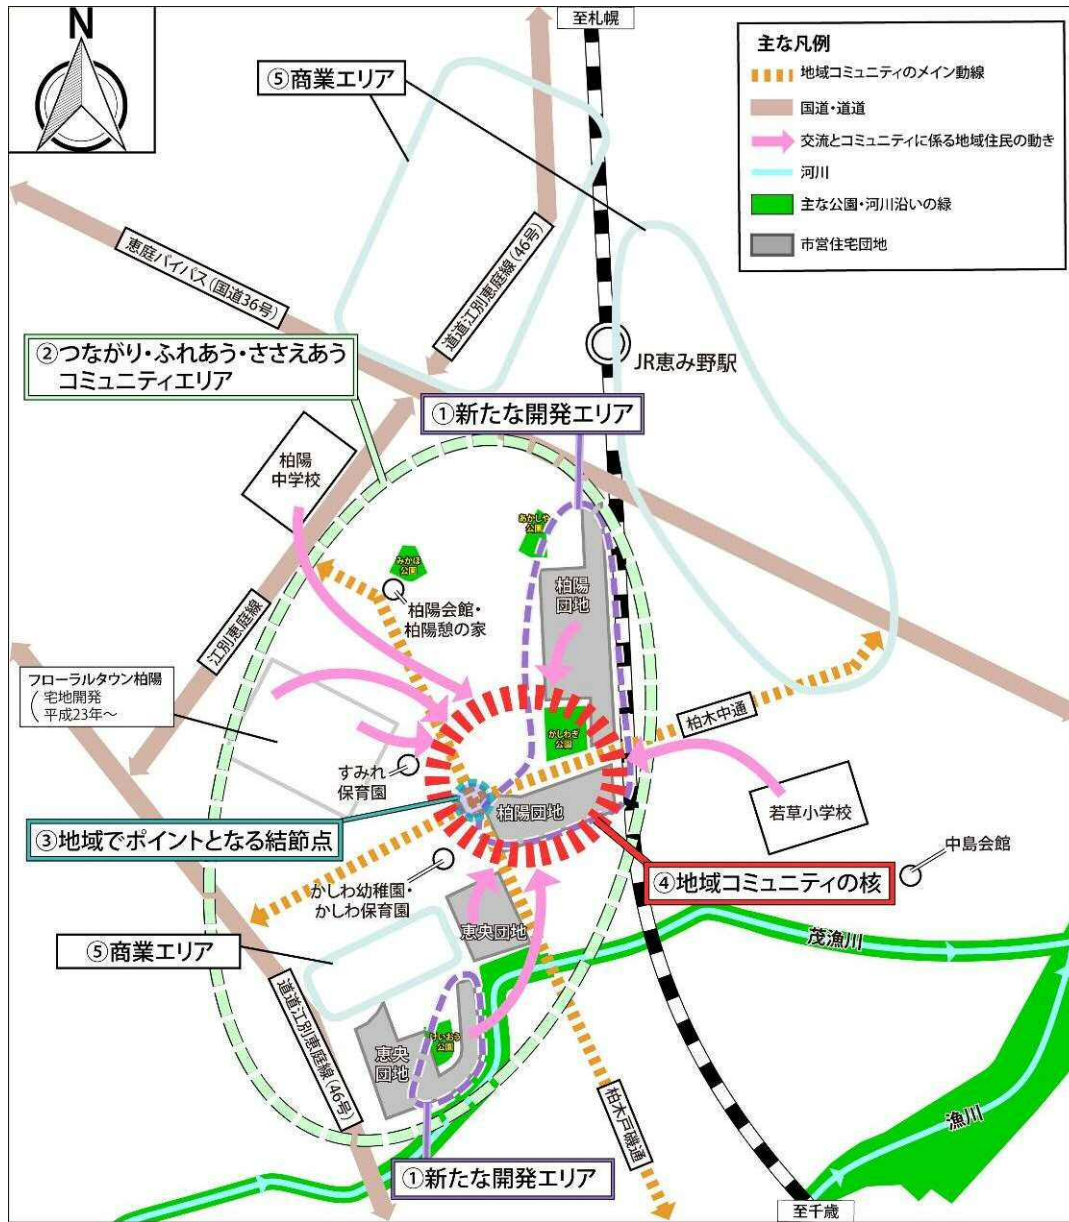 N
至札幌
主な凡例
地域コミュニティのメイン動線
国道・道道
交流とコミュニティに係る地域住民の動き
河川
主な公園・河川沿いの緑
市営住宅団地
⑤商業エリア
恵庭バイパス(国道36号)
道道江別恵庭線(46号)
JR恵み野駅
②つながり・ふれあう・ささえあう
コミュニティエリア
①新たな開発エリア
柏陽
中学校
あかしや
公園
みかほ
公園
柏陽
団地
柏陽会館・
柏陽憩の家
江別恵庭線
フローラルタウン柏陽
宅地開発
平成23年〜
柏木中通
かしわぎ
公園
すみれ
保育園
柏陽団地
若草小学校
③地域でポイントとなる結節点
中島会館
④地域コミュニティの核
かしわ幼稚園・
かしわ保育園
恵央団地
茂漁川
⑤商業エリア
道道江別恵庭線(46号)
けいおう
公園
恵央
団地
柏木戸磯通
漁川
①新たな開発エリア
至千歳